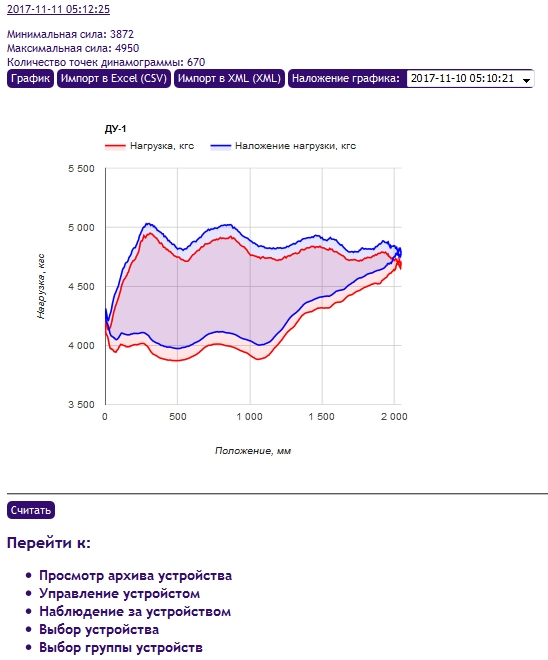 2017-11-11 05:12:25
Минимальная сила: 3872
Максимальная сила: 4950
Количество точек динамограммы: 670
График Импорт в Excel (CSV) Импорт в XML (XML) Наложение графика: 2017-11-10 05:10:21
ДУ-1
Нагрузка, кгс Наложение нагрузки, кгс
5 500
5 000
4 500
4 000
3 500
Нагрузка, кгс
0 500 1 000 1 500 2 000
Положение, мм
Считать
Перейти к:
Просмотр архива устройства
Управление устройстом
Наблюдение за устройством
Выбор устройства
Выбор группы устройств